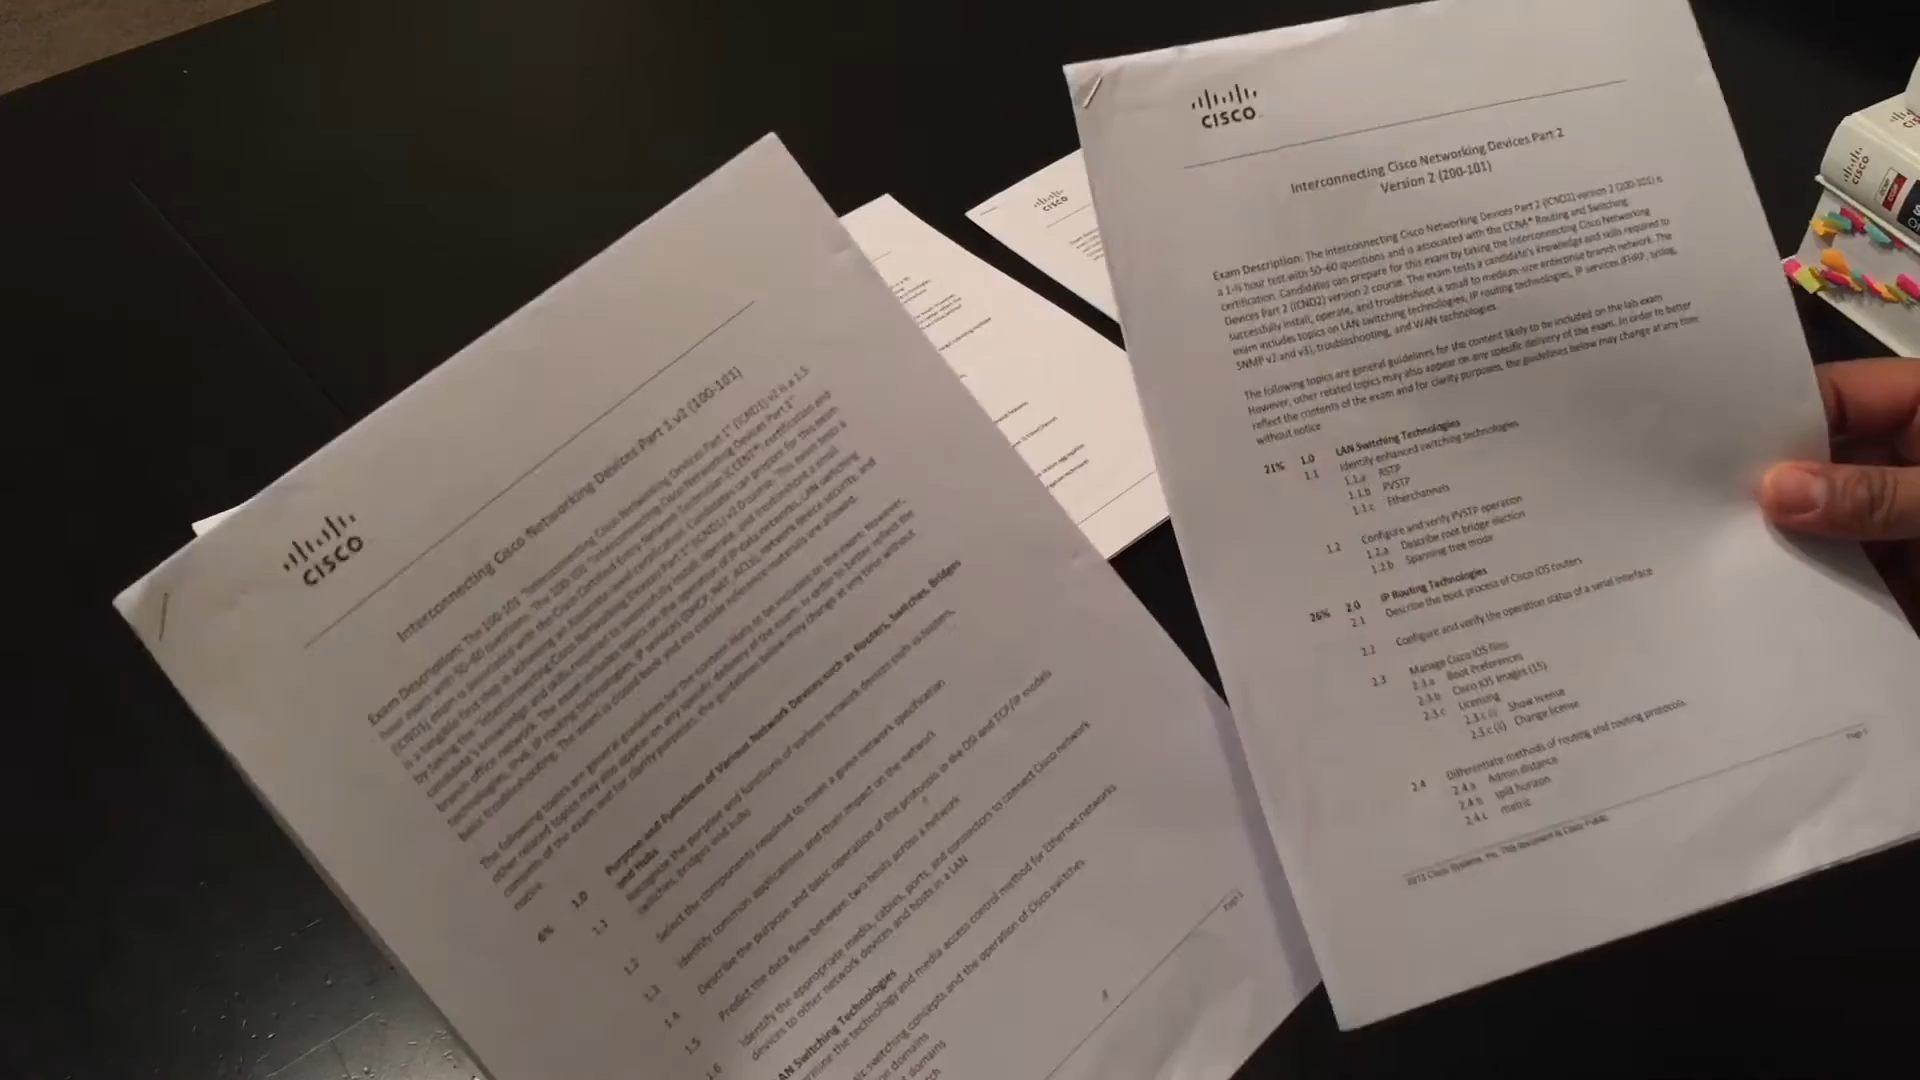 CISCO
Interconnecting Cisco Networking Devices Part 1 v2 (100-101)
Exam Description: The 100-101 "Interconnecting Cisco Networking Devices Part 1" (ICND1) v2 is a 1.5
hour exam with 50–60 questions. The 100-101 "Interconnecting Cisco Networking Devices Part 1"
(ICND1) exam is associated with the Cisco Certified Entry Network Technician (CCENT®) certification and
is a tangible first step in achieving an Associate-level certification. Candidates can prepare for this exam
by taking the "Interconnecting Cisco Networking Devices Part 1" (ICND1) v2.0 course. This exam tests a
candidate's knowledge and skills required to successfully install, operate, and troubleshoot a small
branch office network. The exam includes topics on the operation of IP data networks, LAN switching
technologies, IPv6, IP routing technologies, IP services (DHCP, NAT, ACLs), network device security, and
basic troubleshooting. The exam is closed book and no outside reference materials are allowed.
The following topics are general guidelines for the content likely to be included on the exam. However,
other related topics may also appear on any specific delivery of the exam. In order to better reflect the
contents of the exam and for clarity purposes, the guidelines below may change at any time without
notice
6% 1.0 Purpose and Functions of Various Network Devices such as Routers, Switches, Bridges
and Hubs
1.1 Recognize the purpose and functions of various network devices such as routers,
switches, bridges and hubs
1.2 Select the components required to meet a given network specification
1.3 Identify common applications and their impact on the network
1.4 Describe the purpose and basic operation of the protocols in the OSI and TCP/IP models
1.5 Predict the data flow between two hosts across a network
1.6 Identify the appropriate media, cables, ports, and connectors to connect Cisco network
devices to other network devices and hosts in a LAN
AN Switching Technologies
ermine the technology and media access control method for Ethernet networks
switching concepts and the operation of Cisco switches
on domains
domains
Page 1
CISCO
Interconnecting Cisco Networking Devices Part 2
Version 2 (200-101)
Exam Description: The Interconnecting Cisco Networking Devices Part 2 (ICND2) version 2 (200-101) is
a 1-¼ hour test with 50–60 questions and is associated with the CCNA® Routing and Switching
certification. Candidates can prepare for this exam by taking the Interconnecting Cisco Networking
Devices Part 2 (ICND2) version 2 course. The exam tests a candidate's knowledge and skills required to
successfully install, operate, and troubleshoot a small to medium-size enterprise branch network. The
exam includes topics on LAN switching technologies, IP routing technologies, IP services (FHRP, syslog,
SNMP v2 and v3), troubleshooting, and WAN technologies.
The following topics are general guidelines for the content likely to be included on the lab exam
However, other related topics may also appear on any specific delivery of the exam. In order to better
reflect the contents of the exam and for clarity purposes, the guidelines below may change at any time
without notice
21% 1.0 LAN Switching Technologies
1.1 Identify enhanced switching technologies
1.1.a RSTP
1.1.b PVSTP
1.1.c Etherchannels
1.2 Configure and verify PVSTP operation
1.2.a Describe root bridge election
1.2.b Spanning tree mode
26% 2.0 IP Routing Technologies
2.1 Describe the boot process of Cisco IOS routers
2.2 Configure and verify the operation status of a serial interface
2.3 Manage Cisco IOS files
2.3.a Boot Preferences
2.3.b Cisco IOS Images (15)
2.3.c Licensing
2.3.c (i) Show license
2.3.c (ii) Change license
2.4 Differentiate methods of routing and routing protocols
2.4.a Admin distance
2.4.b split horizon
2.4.c metric
2013 Cisco Systems, Inc. This document is Cisco Public.
Page 1
CISCO
CISCO